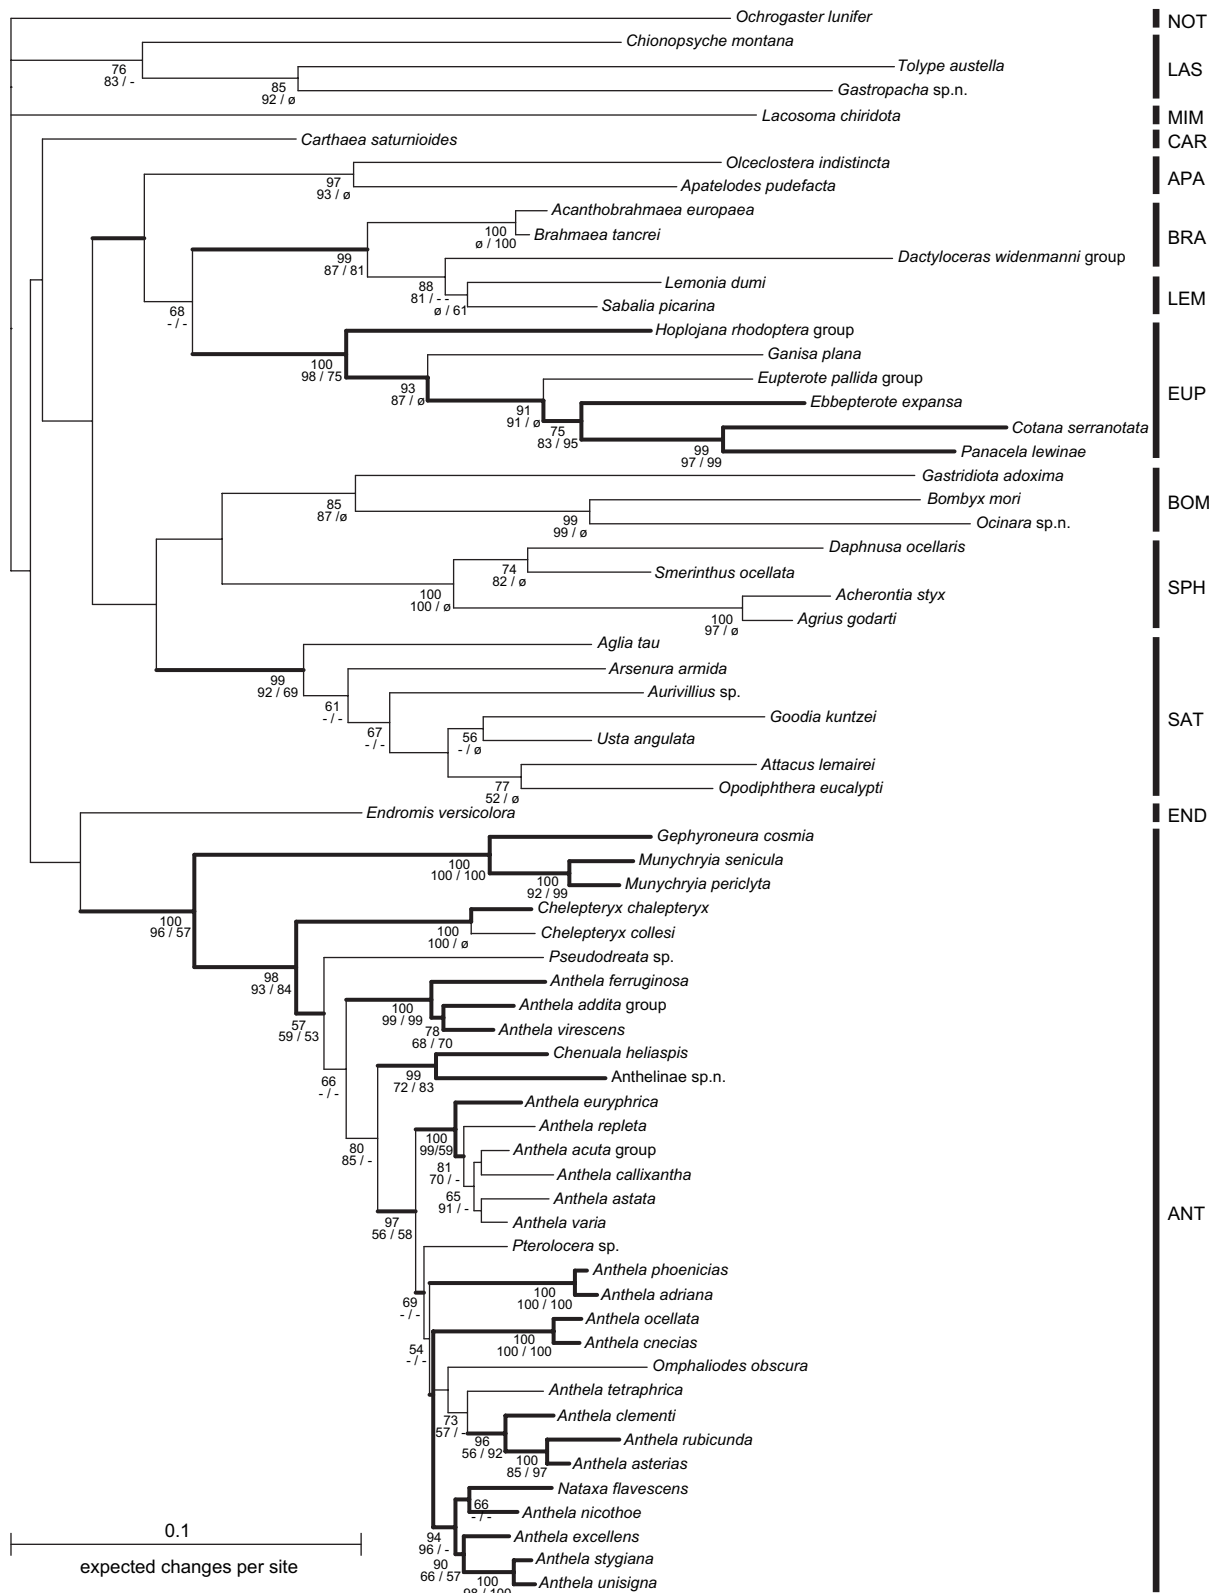 Ochrogaster lunifer
NOT
Chionopsyche montana
76
83 / -
Tolype austella
LAS
85
92 / ø
Gastropacha sp.n.
Lacosoma chiridota
MIM
Carthaea saturnioides
CAR
Olceclostera indistincta
97
93 / ø
APA
Apatelodes pudefacta
Acanthobrahmaea europaea
100
ø / 100
Brahmaea tancrei
BRA
99
87 / 81
Dactyloceras widenmanni group
88
81 / -
Lemonia dumi
LEM
- 
ø / 61
Sabalia picarina
68
- / -
Hoplojana rhodoptera group
100
98 / 75
Ganisa plana
93
87 / ø
Eupterote pallida group
EUP
91
91 / ø
Ebbepterote expansa
75
83 / 95
Cotana serranotata
99
97 / 99
Panacela lewinae
Gastridiota adoxima
85
87 /ø
Bombyx mori
BOM
99
99 / ø
Ocinara sp.n.
Daphnusa ocellaris
74
82 / ø
Smerinthus ocellata
SPH
100
100 / ø
Acherontia styx
100
97 / ø
Agrius godarti
Aglia tau
99
92 / 69
Arsenura armida
61
- / -
Aurivillius sp.
67
- / -
Goodia kuntzei
SAT
56
- / ø
Usta angulata
Attacus lemairei
77
52 / ø
Opodiphthera eucalypti
Endromis versicolora
END
Gephyroneura cosmia
100
100 / 100
Munychryia senicula
100
92 / 99
Munychryia periclyta
100
96 / 57
Chelepteryx chalepteryx
100
100 / ø
Chelepteryx collesi
98
93 / 84
Pseudodreata sp.
57
59 / 53
Anthela ferruginosa
100
99 / 99
Anthela addita group
78
68 / 70
Anthela virescens
66
- / -
Chenuala heliaspis
99
72 / 83
Anthelinae sp.n.
80
85 / -
Anthela euryphrica
100
99/59
Anthela repleta
81
70 / -
Anthela acuta group
Anthela callixantha
65
91 / -
Anthela astata
Anthela varia
ANT
97
56 / 58
Pterolocera sp.
69
- / -
Anthela phoenicias
100
100 / 100
Anthela adriana
54
- / -
Anthela ocellata
100
100 / 100
Anthela cnecias
Omphaliodes obscura
73
57 / -
Anthela tetraphrica
96
56 / 92
Anthela clementi
Anthela rubicunda
100
85 / 97
Anthela asterias
Nataxa flavescens
66
- / -
Anthela nicothoe
94
96 / -
Anthela excellens
90
66 / 57
Anthela stygiana
100
98 / 100
Anthela unisigna
0.1
expected changes per site